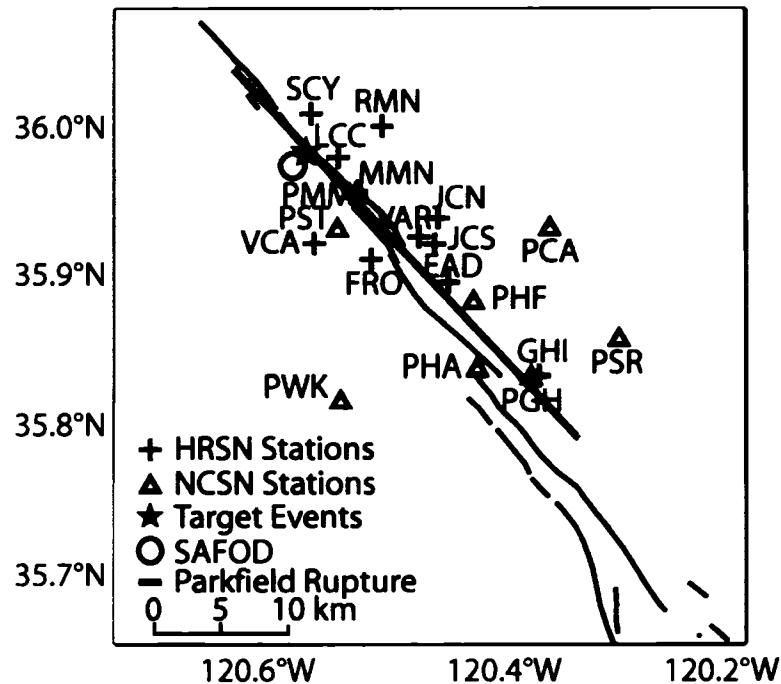 36.0°N
35.9°N
35.8°N
35.7°N
SCY
RMN
LCC
MMN
PMM
JCN
PST
VAR1
VCA
JCS
PCA
EAD
FRO
PHF
GHI
PSR
PHA
PWK
PGH
HRSN Stations
NCSN Stations
Target Events
SAFOD
Parkfield Rupture
0 5 10 km
120.6°W 120.4°W 120.2°W